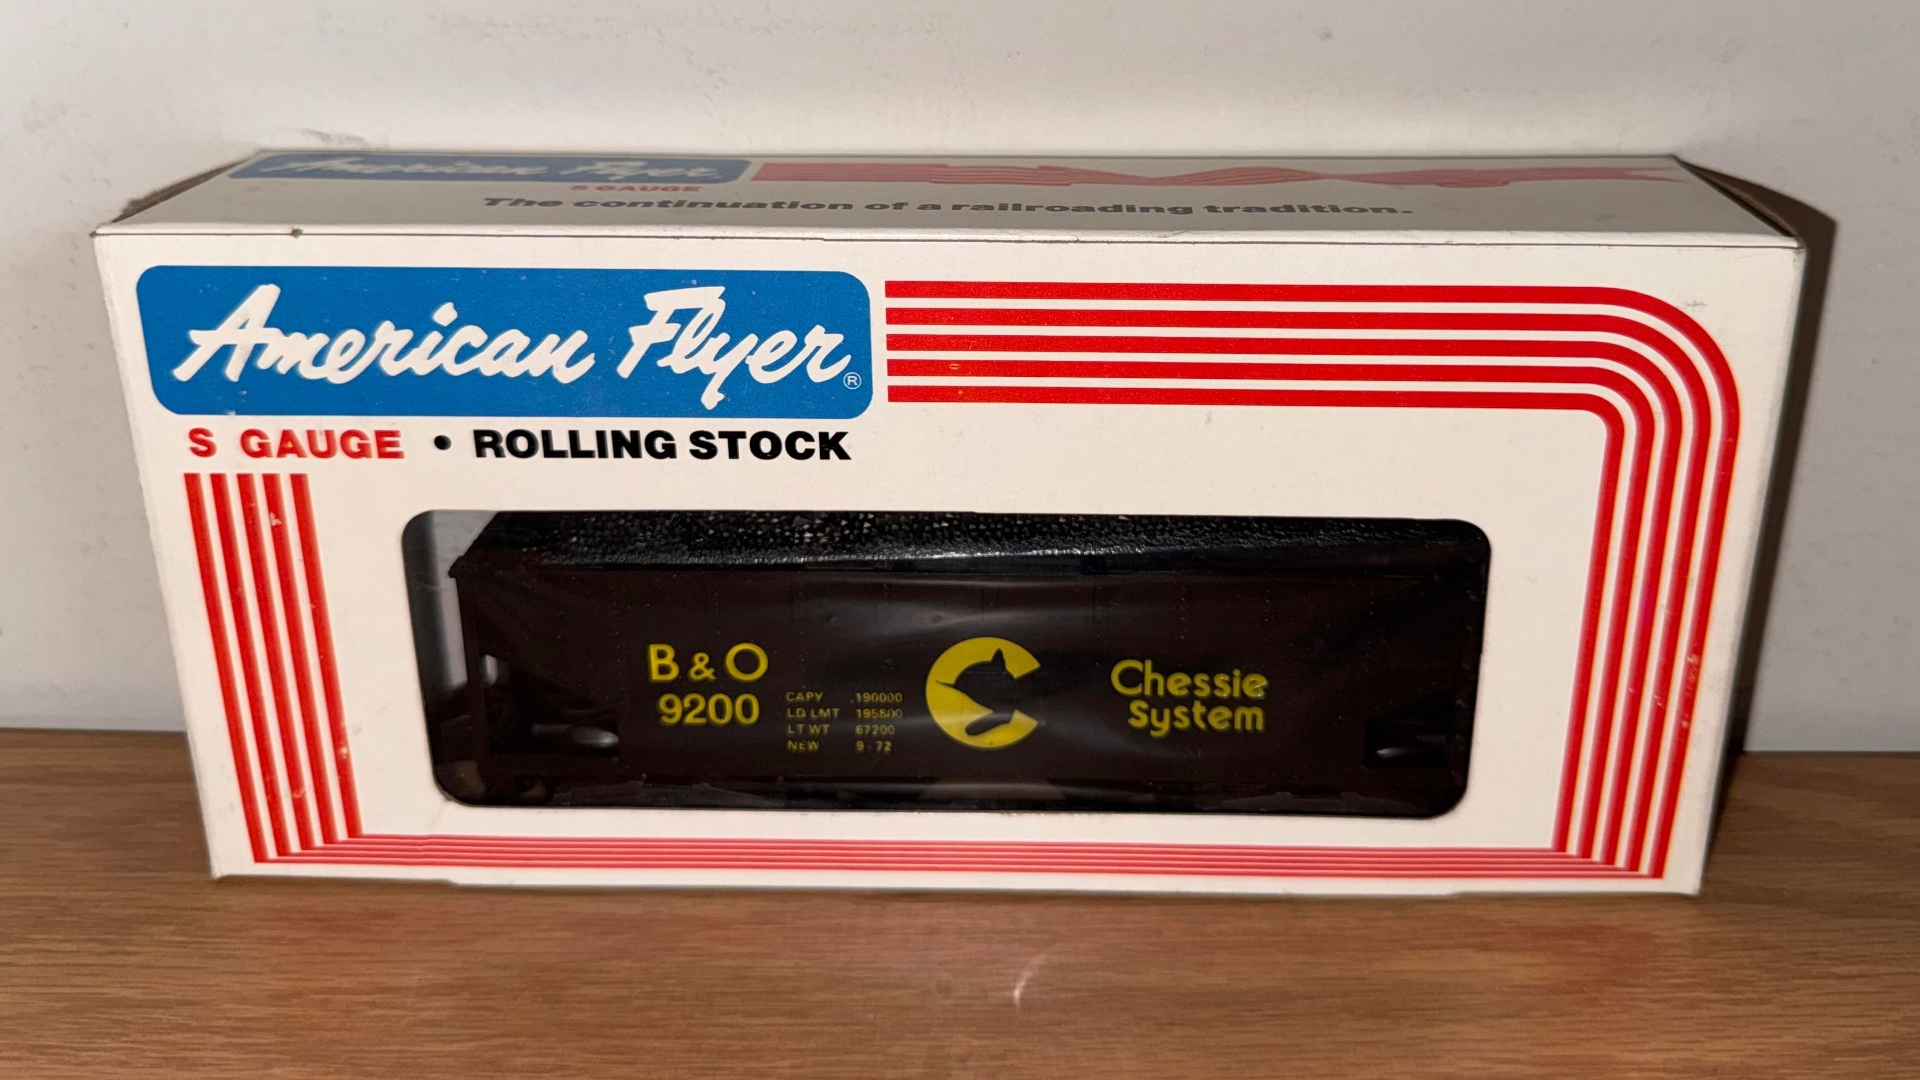 American Flyer
S GAUGE
The continuation of a railroading tradition.
American Flyer®
S GAUGE • ROLLING STOCK
B & O
9200
CAPY 190000
LD LMT 195800
LT WT 67200
NEW 9-72
Chessie
System